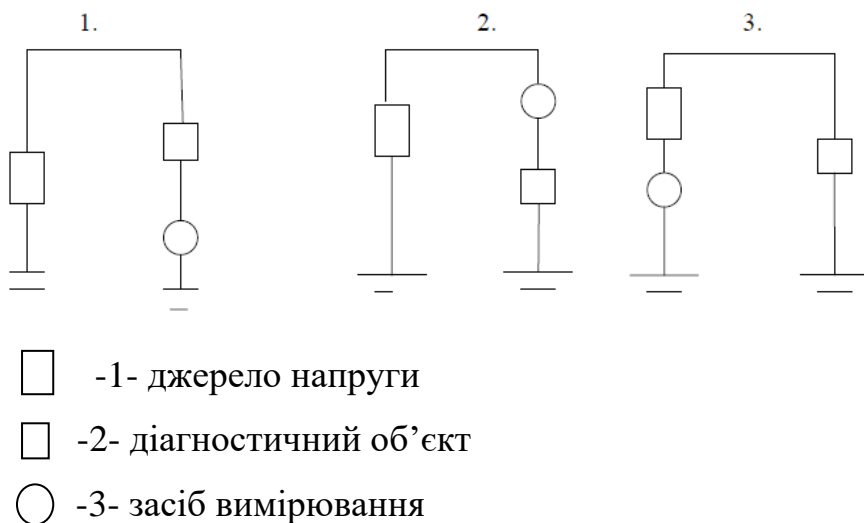 1. 2. 3.
-1- джерело напруги
-2- діагностичний об’єкт
-3- засіб вимірювання